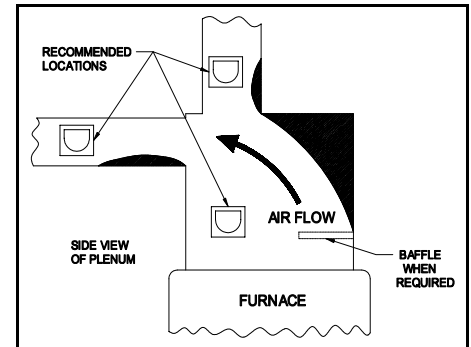 RECOMMENDED
LOCATIONS
AIR FLOW
SIDE VIEW
OF PLENUM
BAFFLE
WHEN
REQUIRED
FURNACE